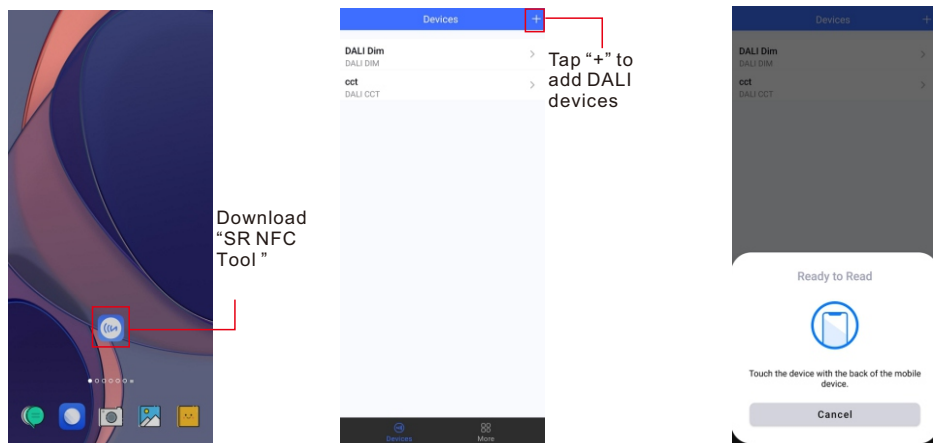 Download
“SR NFC
Tool ”
Devices +
DALI Dim
DALI DIM
cct
DALI CCT
Devices
More
Tap “+” to
add DALI
devices
Devices +
DALI Dim
DALI DIM
cct
DALI CCT
Ready to Read
Touch the device with the back of the mobile
device.
Cancel